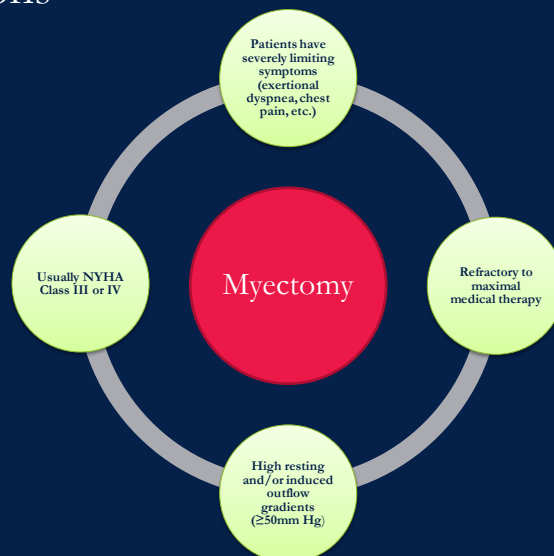 Patients have
severely limiting
symptoms
(exertional
dyspnea, chest
pain, etc.)
Usually NYHA
Class III or IV
Myectomy
Refractory to
maximal
medical therapy
High resting
and/or induced
outflow
gradients
(≥50mm Hg)